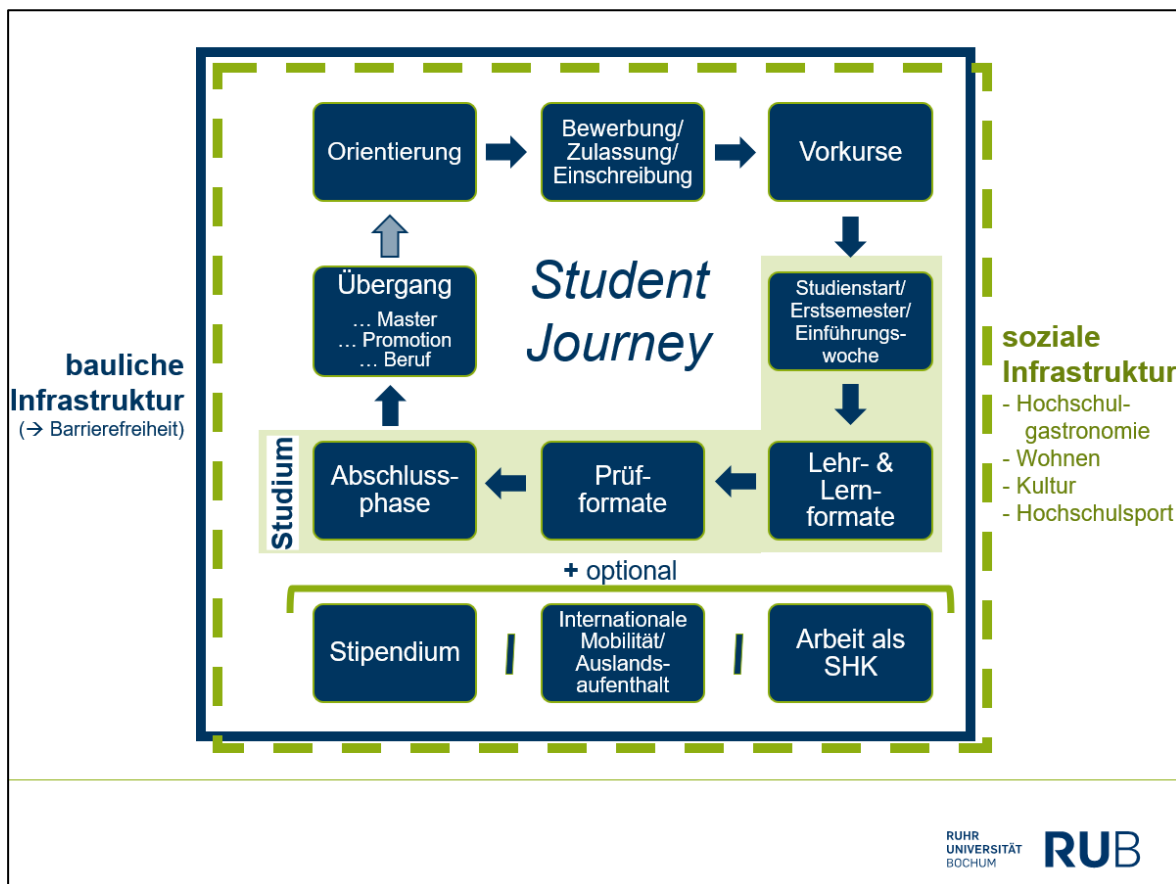 Orientierung
Bewerbung/
Zulassung/
Einschreibung
Vorkurse
Student
Journey
Übergang
… Master
… Promotion
… Beruf
Studienstart/
Erstsemester/
Einführungs-
woche
bauliche
Infrastruktur
(→ Barrierefreiheit)
soziale
Infrastruktur
- Hochschul-
gastronomie
- Wohnen
- Kultur
- Hochschulsport
Studium
Abschluss-
phase
Prüf-
formate
Lehr- &
Lern-
formate
+ optional
Stipendium
/
Internationale
Mobilität/
Auslands-
aufenthalt
/
Arbeit als
SHK
RUHR
UNIVERSITÄT
BOCHUM
RUB